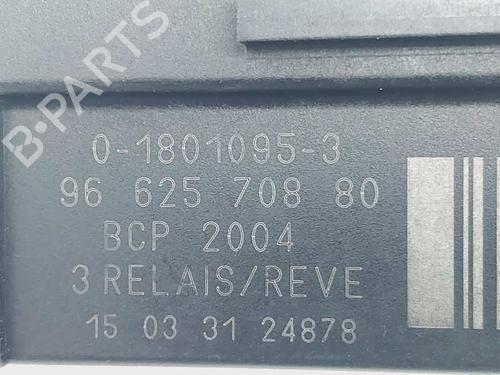 B-PARTS
0-1801095-3
96 625 708 80
BCP 2004
3 RELAIS/REVE
15 03 31 24878